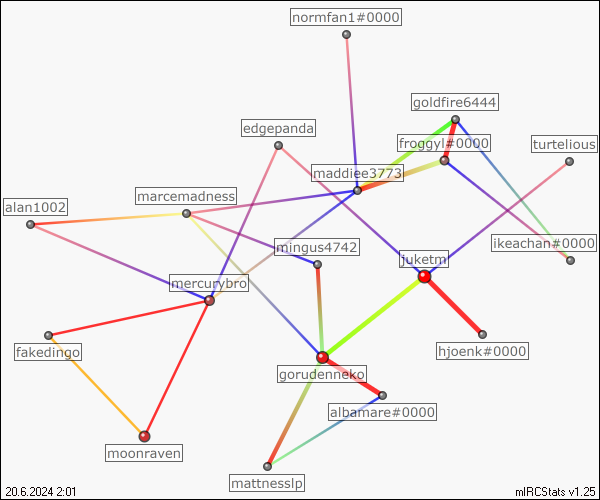 normfan1#0000
goldfire6444
edgepanda
froggyl#0000
turtelious
maddiee3773
marcemadness
alan1002
mingus4742
ikeachan#0000
juketm
mercurybro
fakedingo
hjoenk#0000
gorudenneko
albamare#0000
moonraven
mattnesslp
20.6.2024 2:01
mIRCStats v1.25